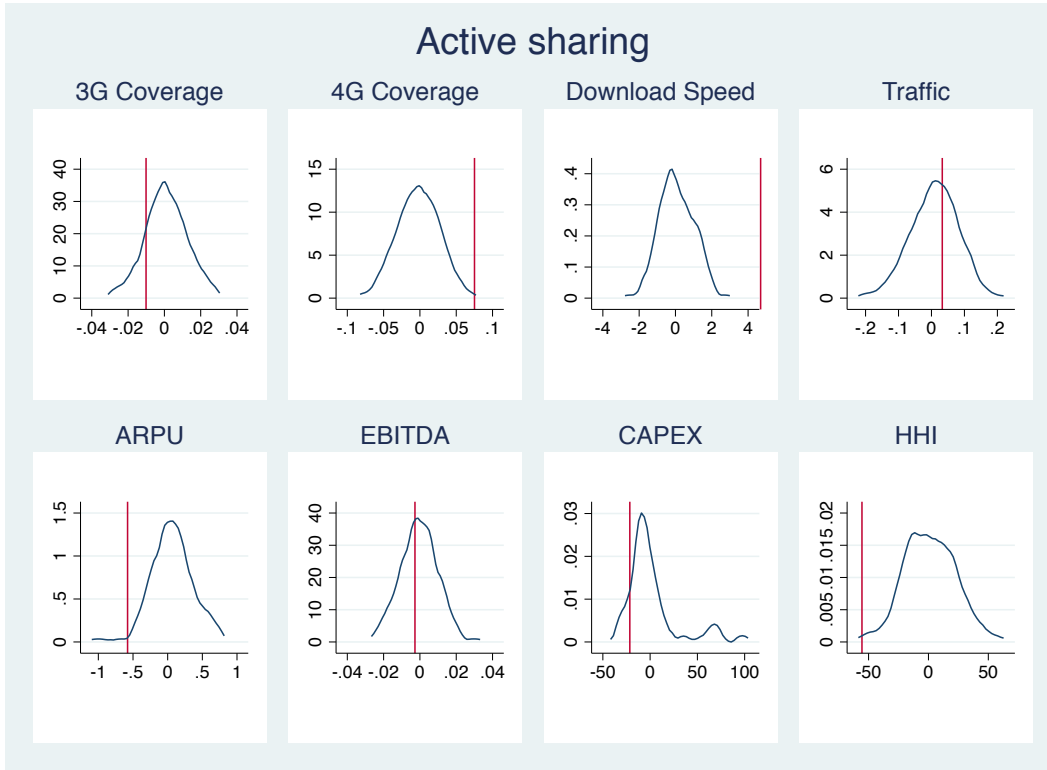 Active sharing
3G Coverage
4G Coverage
Download Speed
Traffic
40
30
20
10
0
-.04 -.02 0 .02 .04
15
10
5
0
-.1 -.05 0 .05 .1
.4
.3
.2
.1
0
-4 -2 0 2 4
6
4
2
0
-.2 -.1 0 .1 .2
ARPU
EBITDA
CAPEX
HHI
1.5
1
.5
0
-1 -.5 0 .5 1
40
30
20
10
0
-.04 -.02 0 .02 .04
.03
.02
.01
0
-50 0 50 100
.02
.015
.01
.005
0
-50 0 50